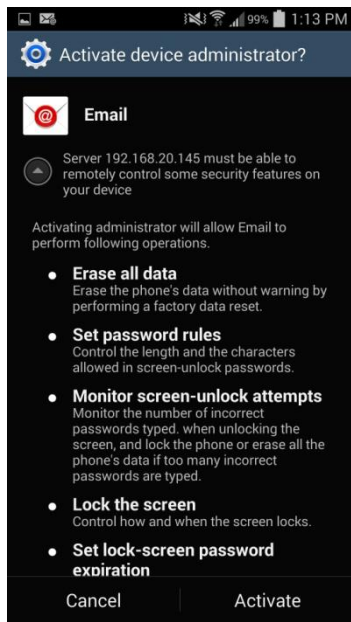 99% 1:13 PM
Activate device administrator?
@
Email
Server 192.168.20.145 must be able to
remotely control some security features on
your device
Activating administrator will allow Email to
perform following operations.
● Erase all data
Erase the phone's data without warning by
performing a factory data reset.
● Set password rules
Control the length and the characters
allowed in screen-unlock passwords.
● Monitor screen-unlock attempts
Monitor the number of incorrect
passwords typed. when unlocking the
screen, and lock the phone or erase all the
phone's data if too many incorrect
passwords are typed.
● Lock the screen
Control how and when the screen locks.
● Set lock-screen password
expiration
Cancel Activate